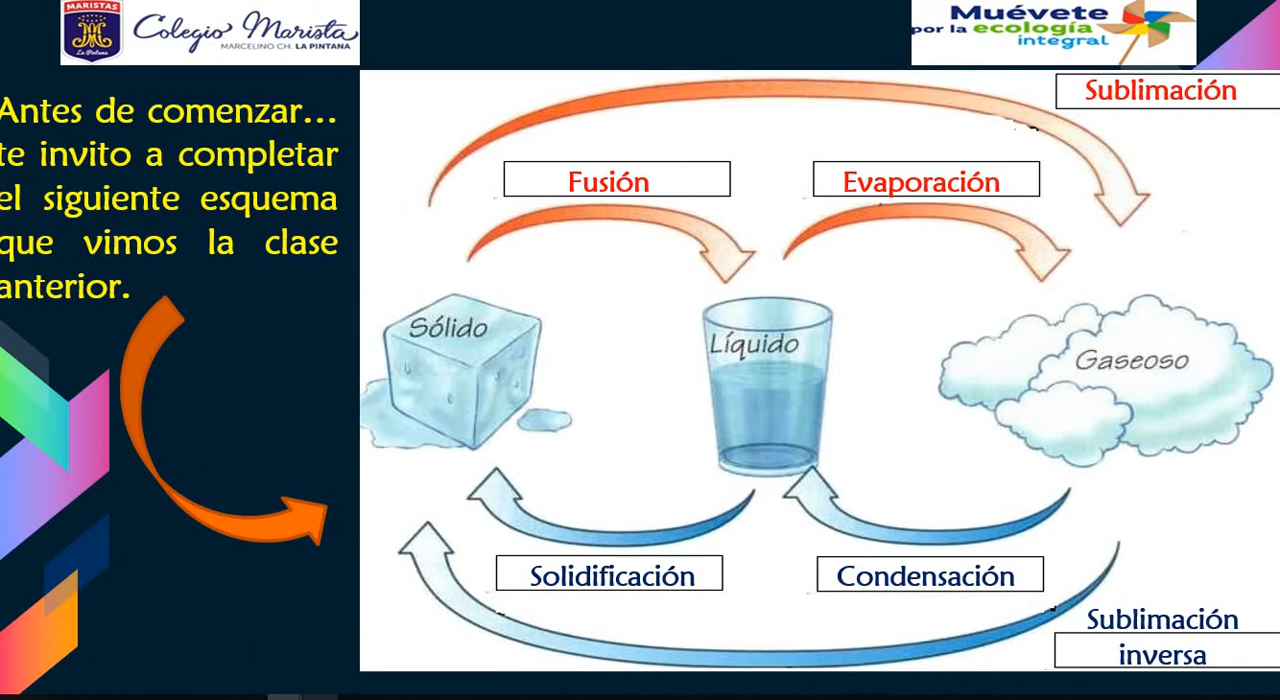 MARISTAS
La Pintana
Colegio Marista
MARCELINO CH. LA PINTANA
Muévete
por la ecología
integral
Antes de comenzar...
te invito a completar
el siguiente esquema
que vimos la clase
anterior.
Sublimación
Fusión
Evaporación
Sólido
Líquido
Gaseoso
Solidificación
Condensación
Sublimación
inversa